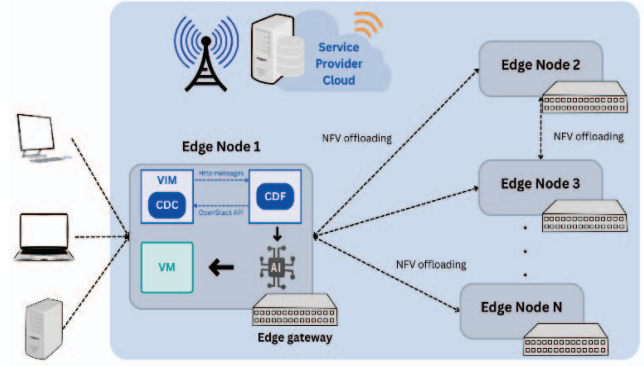 Service
Provider
Cloud
Edge Node 2
NFV offloading
NFV offloading
Edge Node 1
VIM
Http messages
CDC
CDF
OpenStack API
Edge Node 3
VM
AI
NFV offloading
Edge gateway
Edge Node N